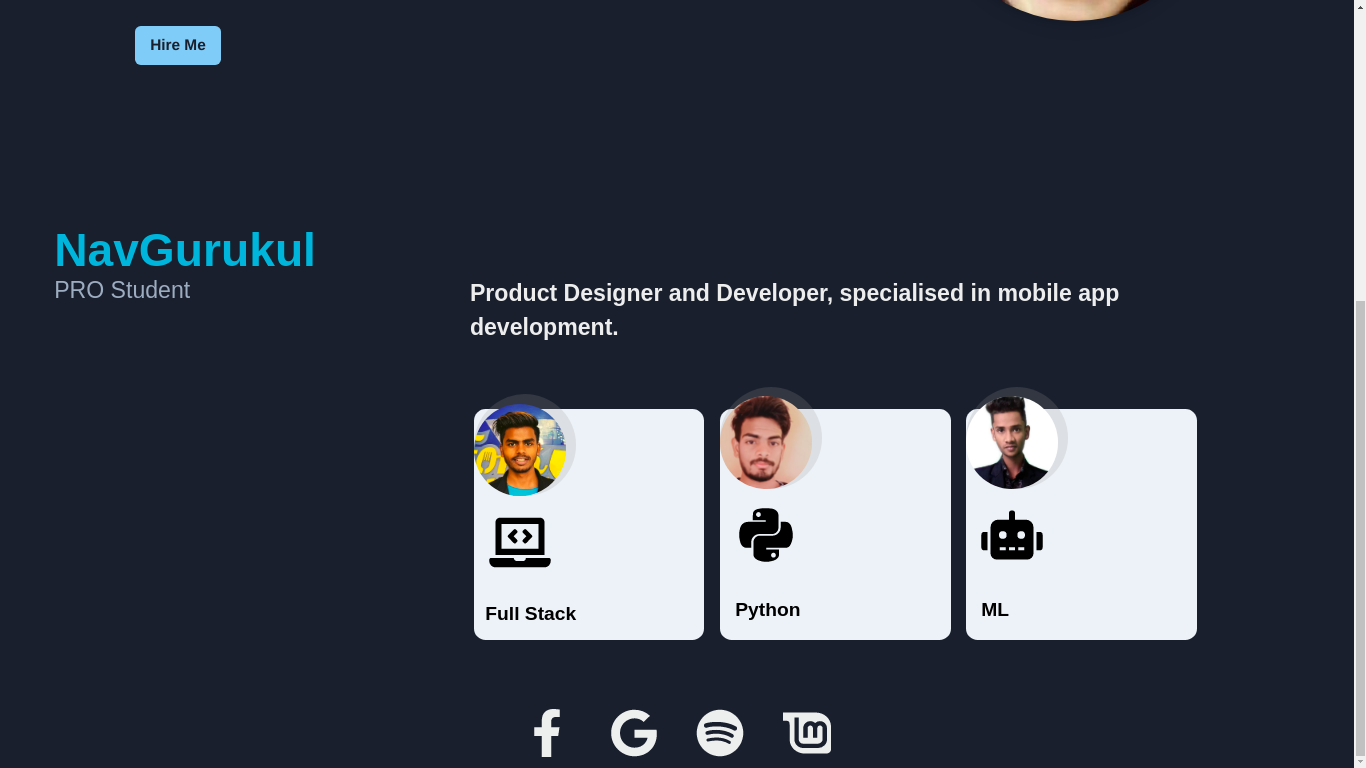 Hire Me
NavGurukul
PRO Student
Product Designer and Developer, specialised in mobile app
development.
Full Stack
Python
ML